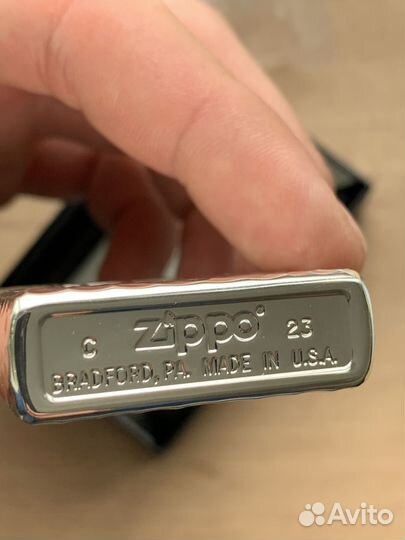 C Zippo 23
BRADFORD, PA. MADE IN U.S.A.
Avito